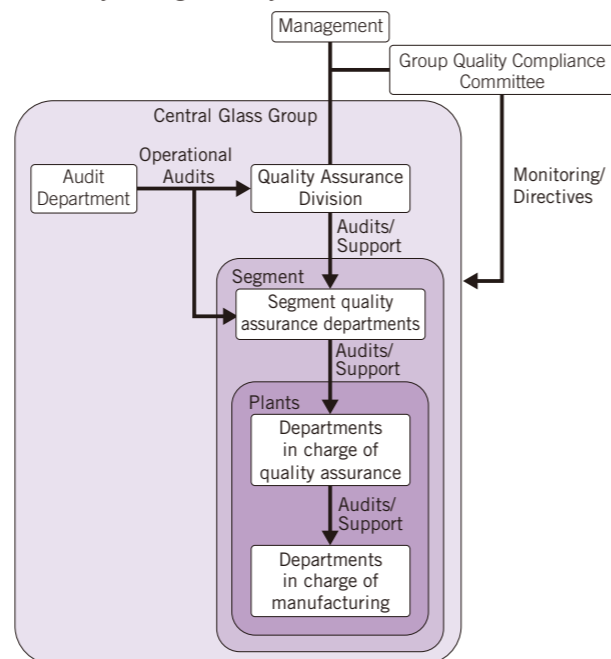 Management
Group Quality Compliance
Committee
Central Glass Group
Operational
Audits
Audit
Department
Quality Assurance
Division
Monitoring/
Directives
Audits/
Support
Segment
Segment quality
assurance departments
Audits/
Support
Plants
Departments
in charge of
quality assurance
Audits/
Support
Departments
in charge of
manufacturing